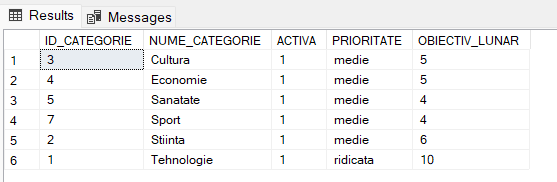 Results Messages
ID_CATEGORIE NUME_CATEGORIE ACTIVA PRIORITATE OBIECTIV_LUNAR
1 3 Cultura 1 medie 5
2 4 Economie 1 medie 5
3 5 Sanatate 1 medie 4
4 7 Sport 1 medie 4
5 2 Stiinta 1 medie 6
6 1 Tehnologie 1 ridicata 10